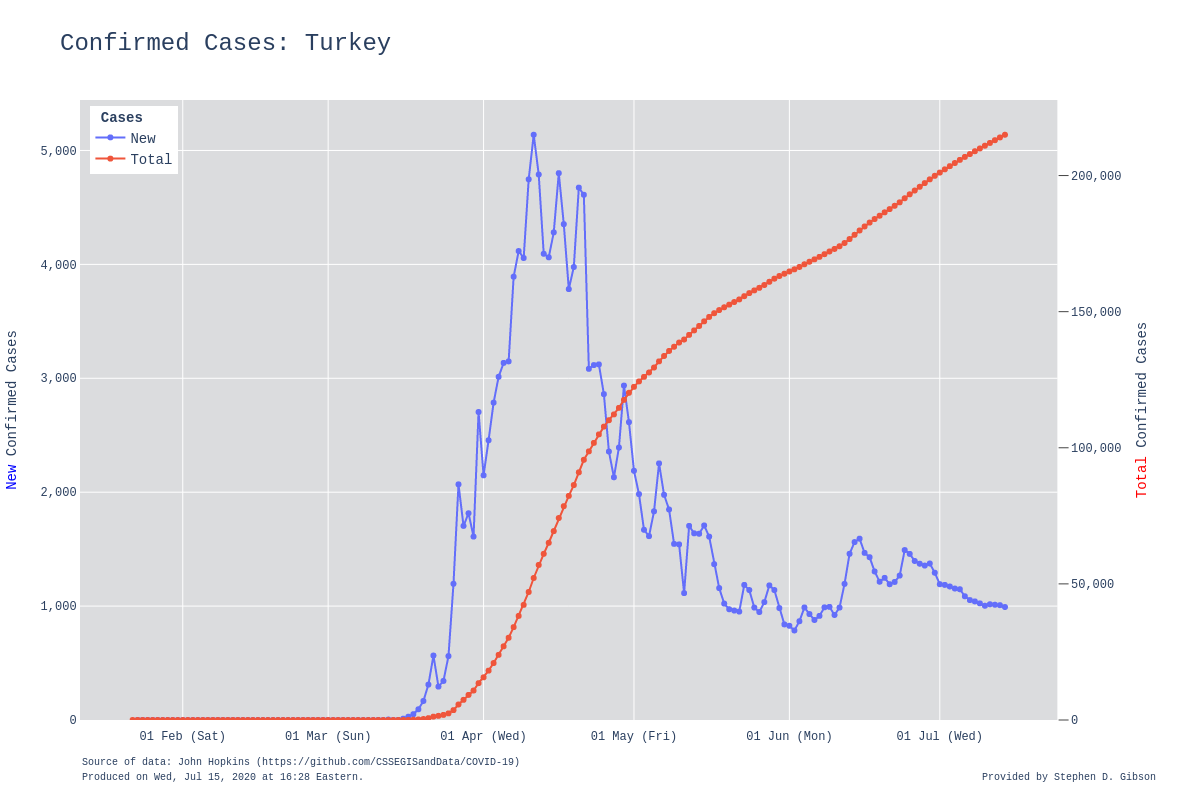 Confirmed Cases: Turkey
Cases
New
Total
5,000
4,000
3,000
2,000
1,000
0
New Confirmed Cases
200,000
150,000
100,000
50,000
0
Total Confirmed Cases
01 Feb (Sat)
01 Mar (Sun)
01 Apr (Wed)
01 May (Fri)
01 Jun (Mon)
01 Jul (Wed)
Source of data: John Hopkins (https://github.com/CSSEGISandData/COVID-19)
Produced on Wed, Jul 15, 2020 at 16:28 Eastern.
Provided by Stephen D. Gibson